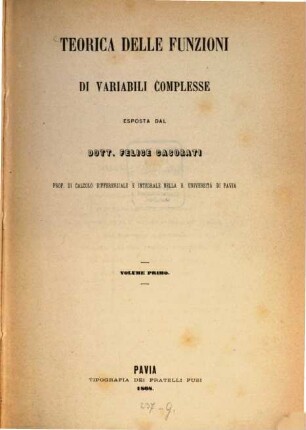 TEORICA DELLE FUNZIONI
DI VARIABILI COMPLESSE
ESPOSTA DAL
DOTT. FELICE CASORATI
PROF. DI CALCOLO DIFFERENZIALE E INTEGRALE NELLA R. UNIVERSITÀ DI PAVIA
VOLUME PRIMO.
PAVIA
TIPOGRAFIA DEI FRATELLI FUSI
1868.